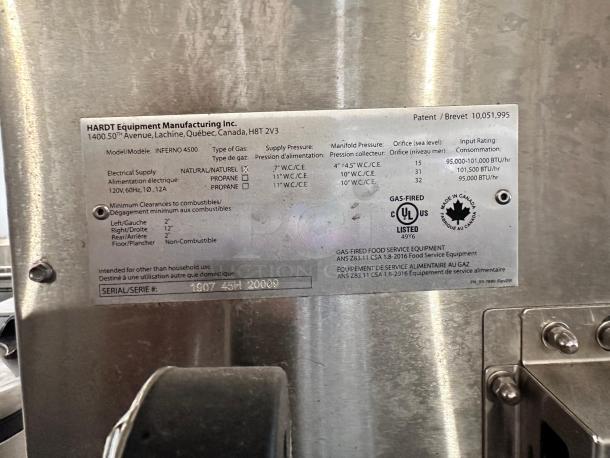 HARDT Equipment Manufacturing Inc.
1400 50TH Avenue, Lachine, Québec, Canada, H8T 2V3
Patent / Brevet 10,051,995
Model/Modèle: INFERNO 4500
Type of Gas:
Type de gaz:
Supply Pressure:
Pression d'alimentation:
Manifold Pressure:
Pression collecteur:
Orifice (sea level):
Orifice (niveau mer):
Input Rating:
Consommation:
Electrical Supply
Alimentation électrique:
120V, 60Hz, 1Ø, 12A
NATURAL/NATUREL ☒ 7" W.C./C.E. 4" *4.5" W.C./C.E. 15 95,000-101,000 BTU/hr
PROPANE ☐ 11" W.C./C.E. 10" W.C./C.E. 31 101,500 BTU/hr
PROPANE ☐ 11" W.C./C.E. 10" W.C./C.E. 32 95,000 BTU/hr
Minimum Clearances to combustibles/
Dégagement minimum aux combustibles
Left/Gauche 2"
Right/Droite 12"
Rear/Arrière 2"
Floor/Plancher Non-Combustible
GAS-FIRED
C UL US
LISTED
49Y6
MADE IN CANADA
FABRIQUÉ AU CANADA
GAS-FIRED FOOD SERVICE EQUIPMENT
ANS Z83.11 CSA 1.8-2016 Food Service Equipment
EQUIPEMENT DE SERVICE ALIMENTAIRE AU GAZ
ANS Z83.11 CSA 1.8-2016 Equipement de service alimentaire
Intended for other than household use
Destiné à une utilisation autre que domestique
SERIAL/SERIE #: 1907 45H 20009